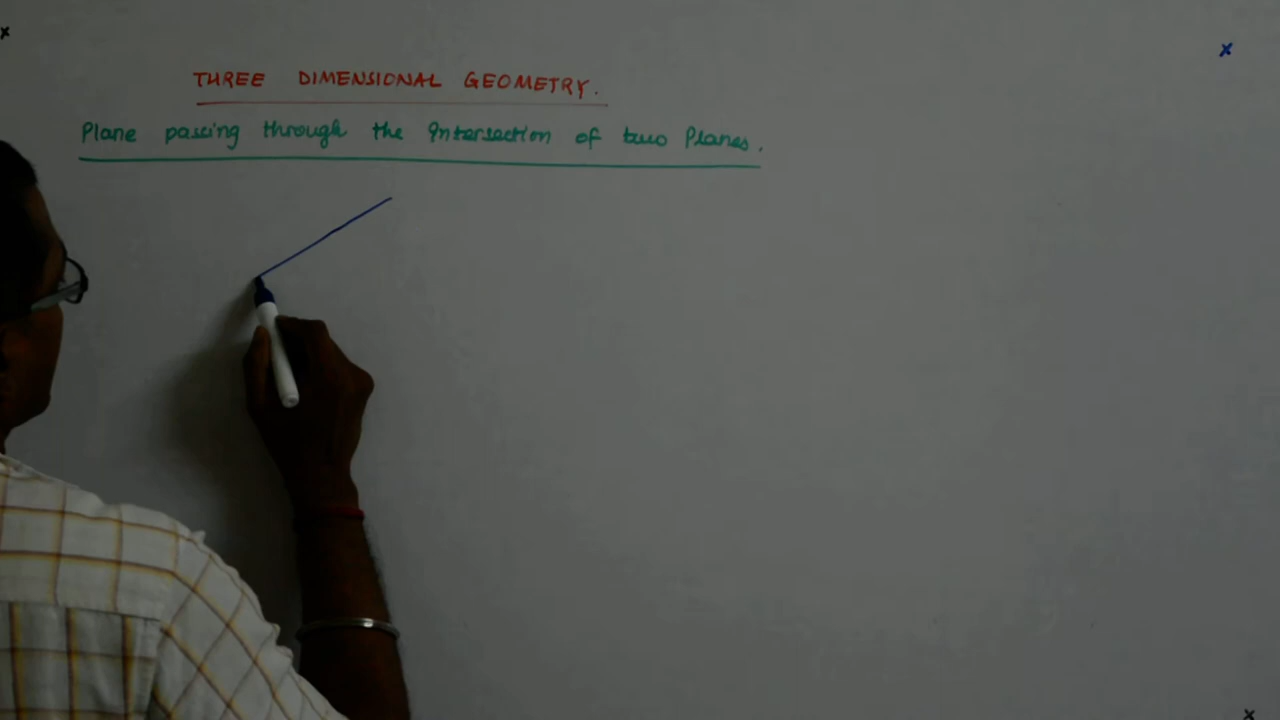 THREE DIMENSIONAL GEOMETRY.
Plane passing through the Intersection of two Planes.